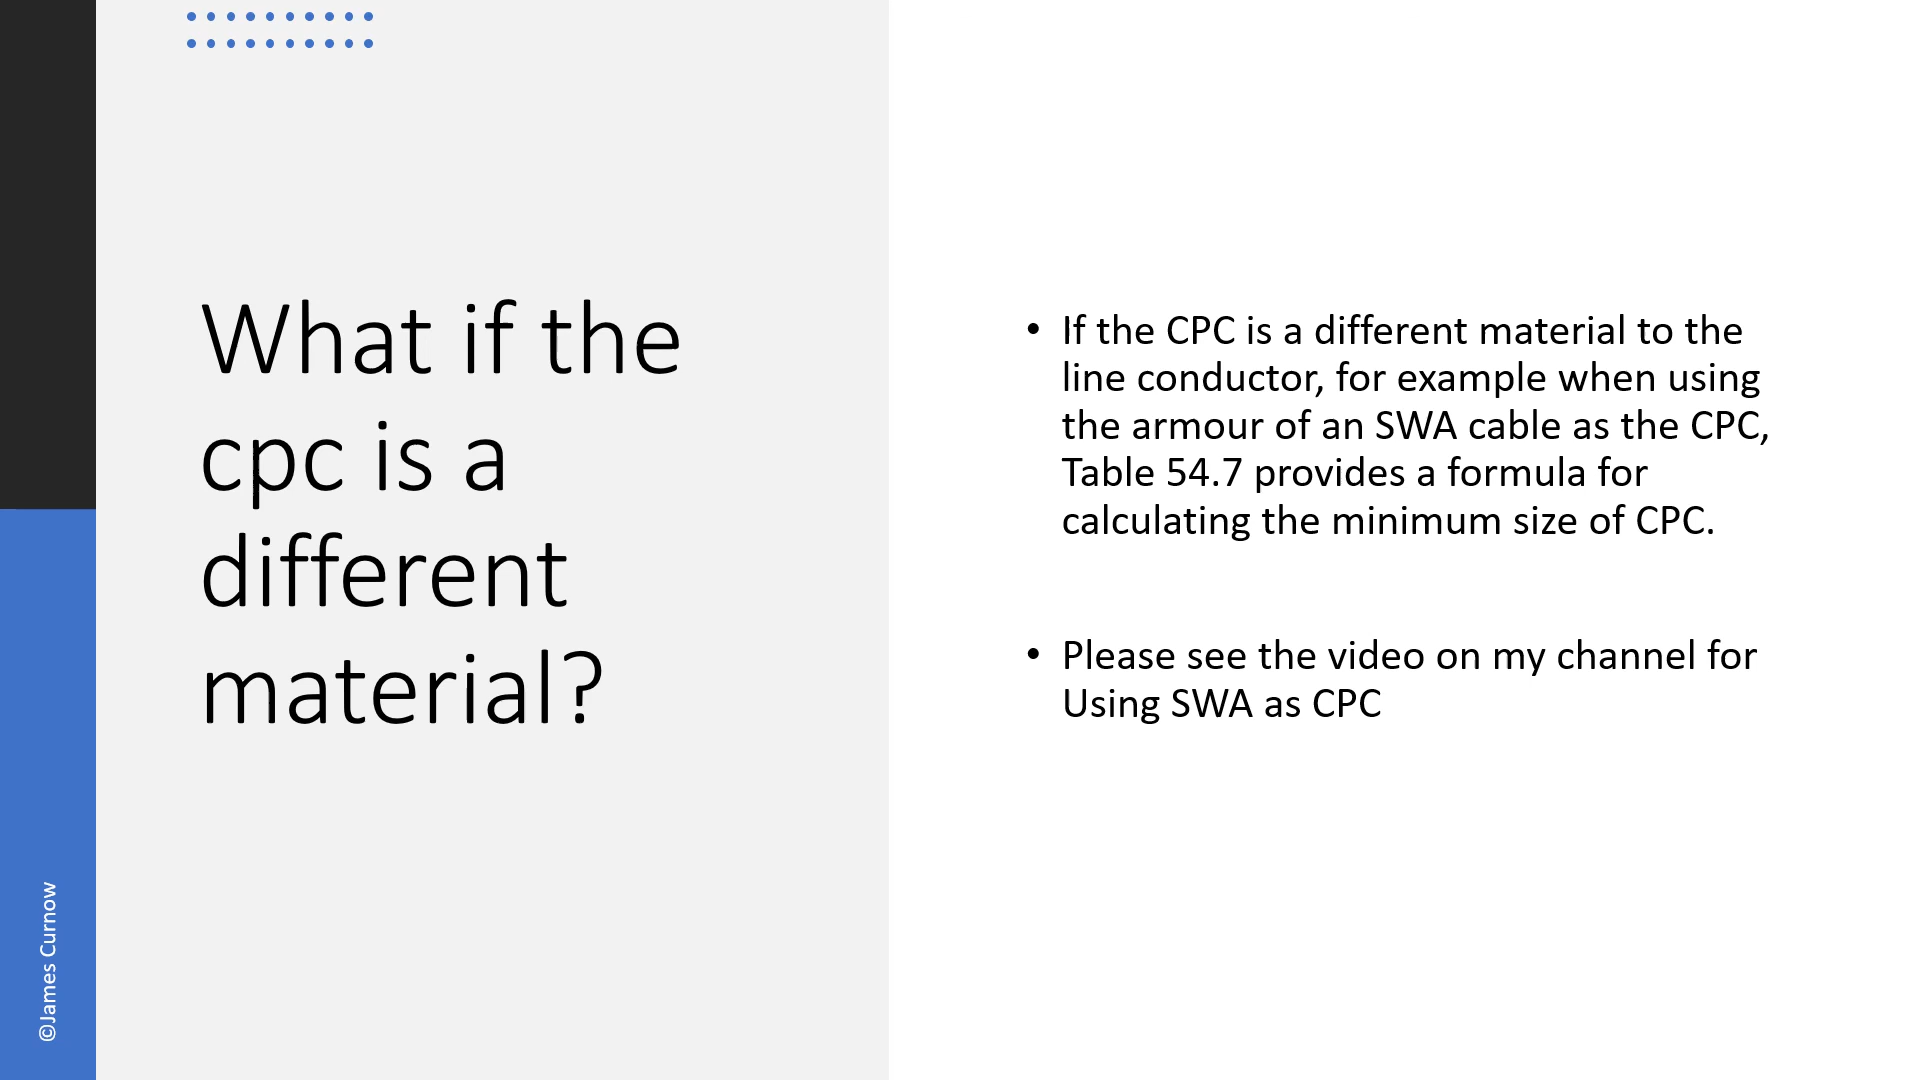 What if the
cpc is a
different
material?
• If the CPC is a different material to the
line conductor, for example when using
the armour of an SWA cable as the CPC,
Table 54.7 provides a formula for
calculating the minimum size of CPC.
• Please see the video on my channel for
Using SWA as CPC
©James Curnow